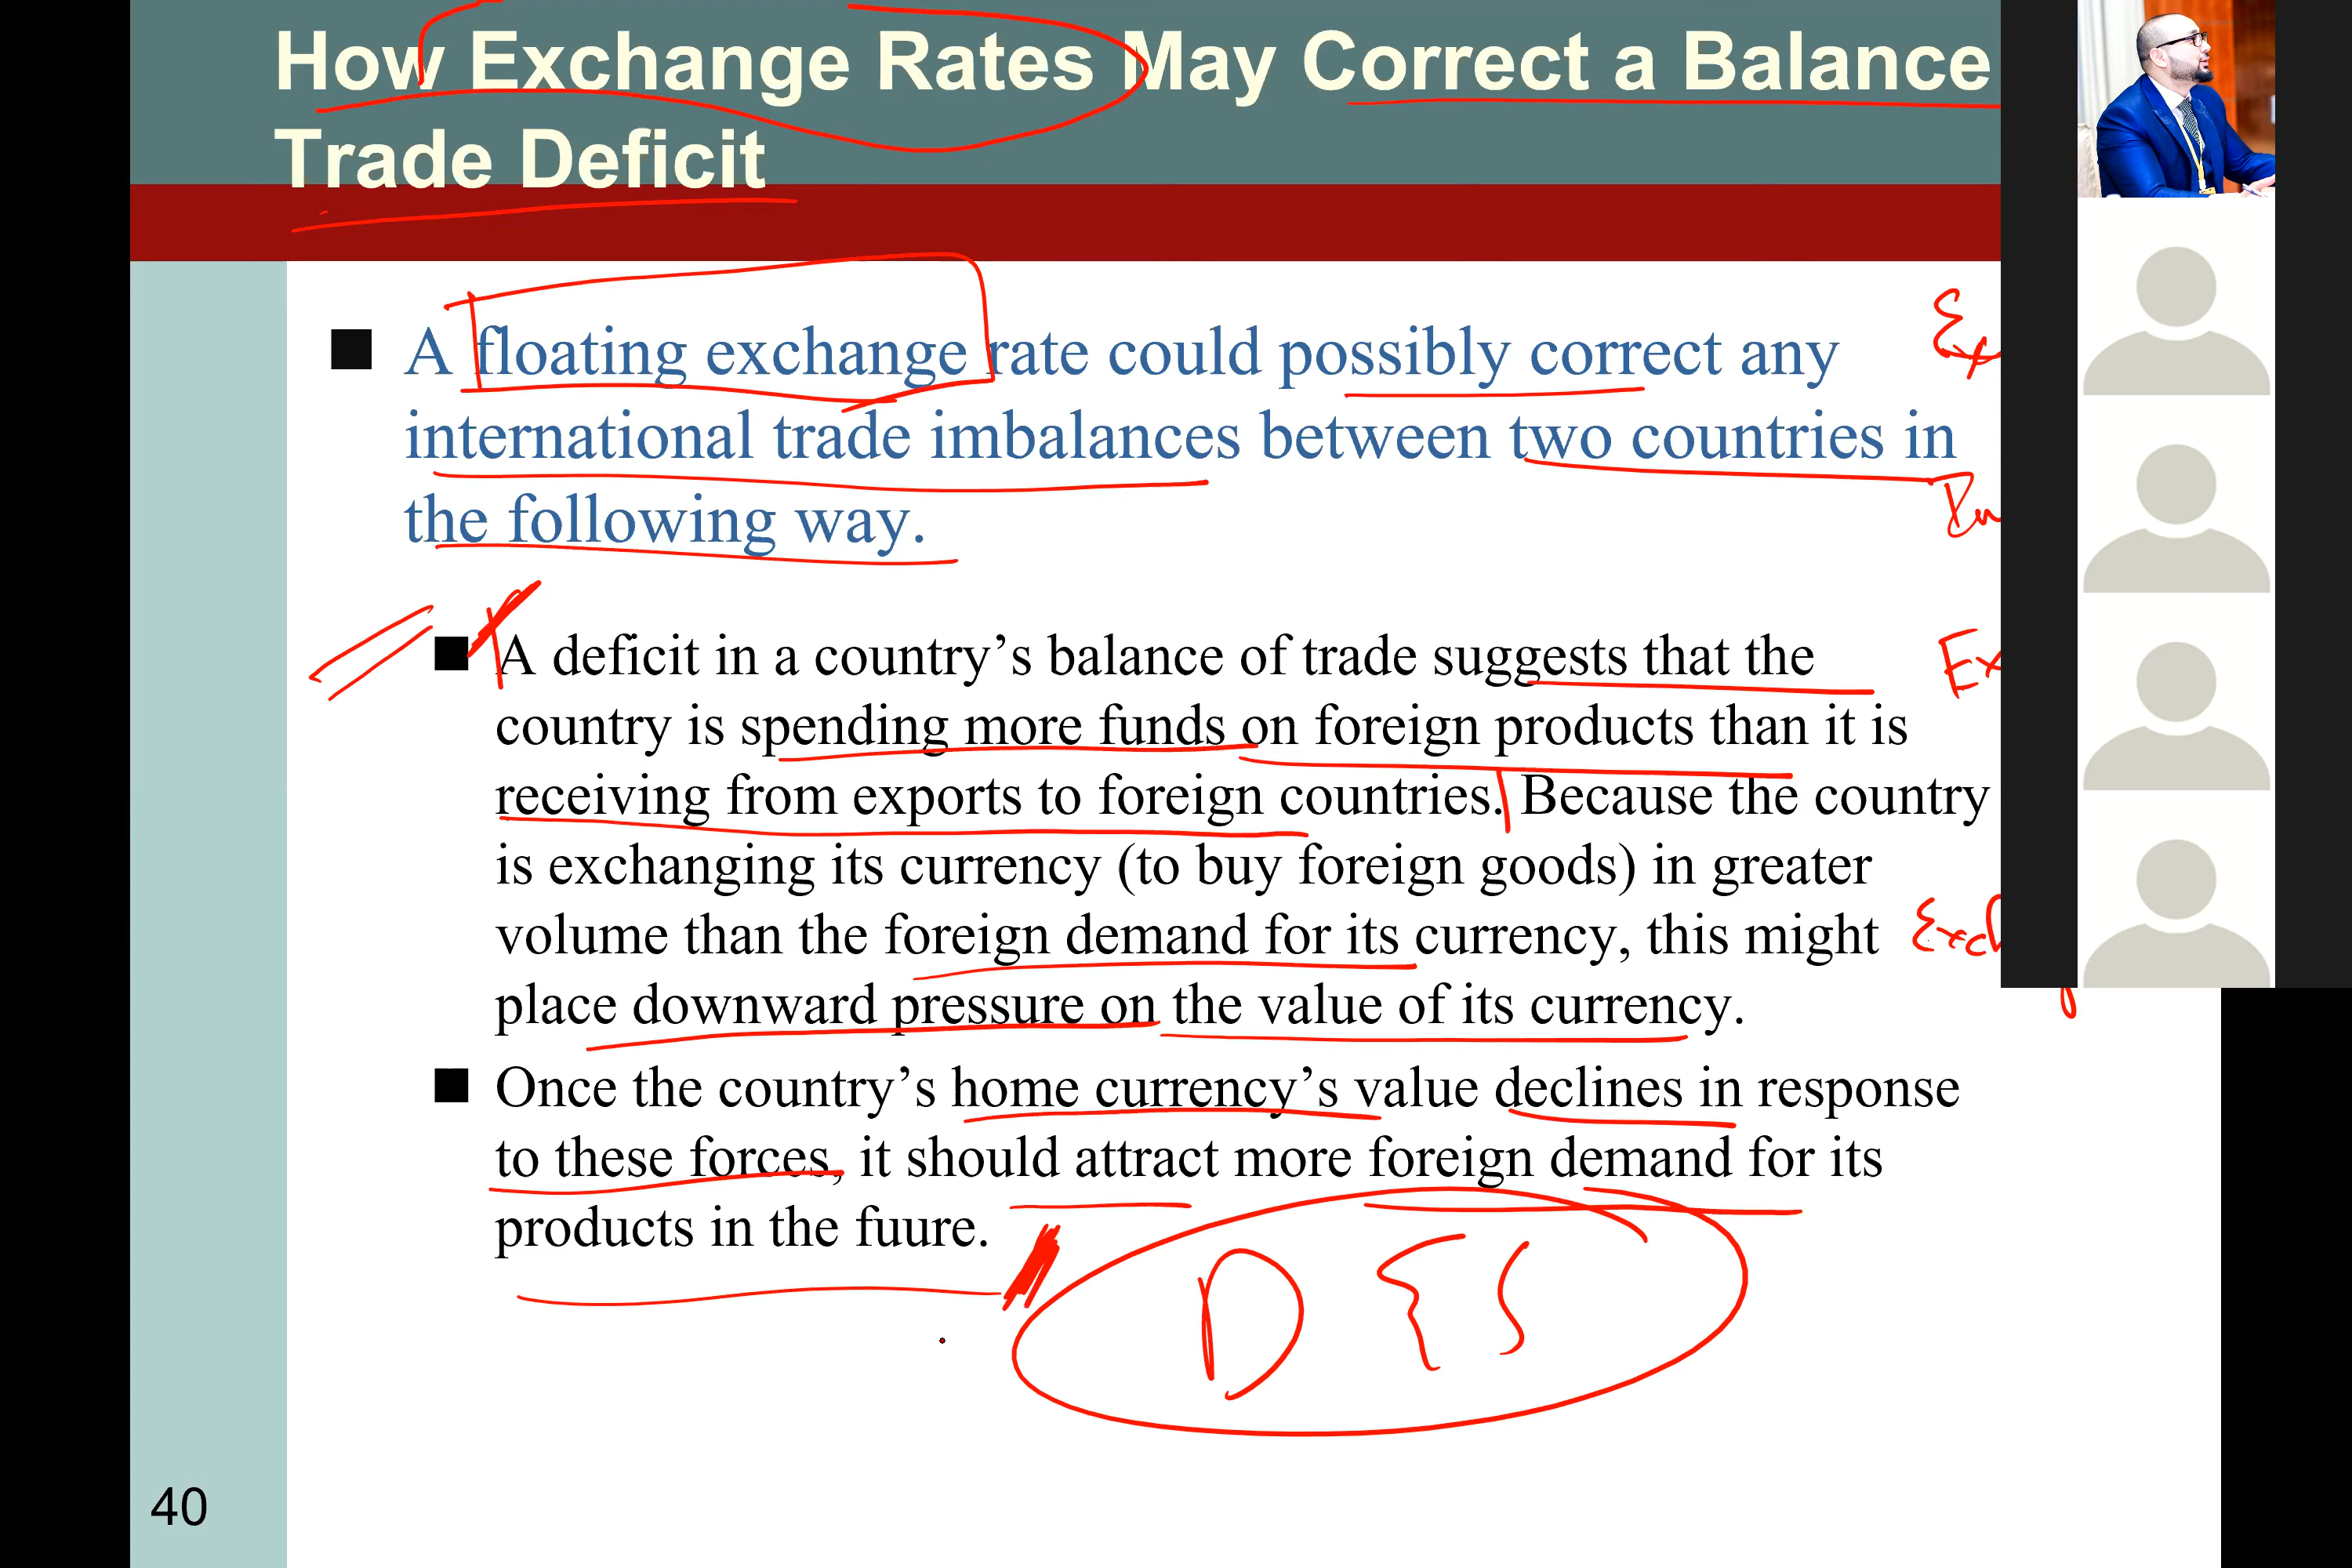 How Exchange Rates May Correct a Balance
Trade Deficit
A floating exchange rate could possibly correct any
international trade imbalances between two countries in
the following way.
A deficit in a country’s balance of trade suggests that the
country is spending more funds on foreign products than it is
receiving from exports to foreign countries. Because the country
is exchanging its currency (to buy foreign goods) in greater
volume than the foreign demand for its currency, this might
place downward pressure on the value of its currency.
Once the country’s home currency’s value declines in response
to these forces, it should attract more foreign demand for its
products in the fuure.
D
40